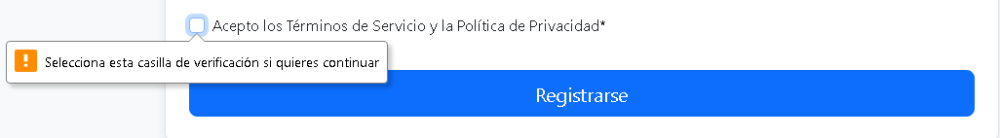 Acepto los Términos de Servicio y la Política de Privacidad*
Selecciona esta casilla de verificación si quieres continuar
Registrarse